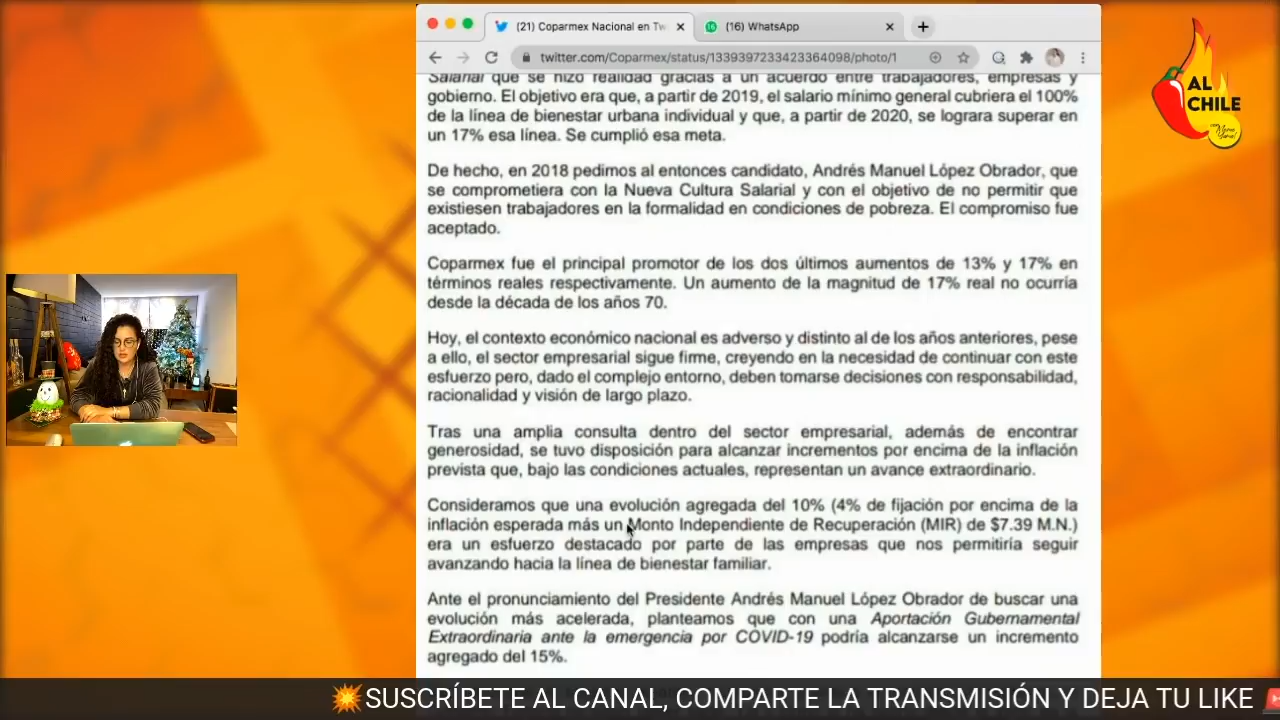 (21) Coparmex Nacional en Tw
(16) WhatsApp
twitter.com/Coparmex/status/1339397233423364098/photo/1
Salarial que se hizo realidad gracias a un acuerdo entre trabajadores, empresas y
gobierno. El objetivo era que, a partir de 2019, el salario mínimo general cubriera el 100%
de la línea de bienestar urbana individual y que, a partir de 2020, se lograra superar en
un 17% esa línea. Se cumplió esa meta.
De hecho, en 2018 pedimos al entonces candidato, Andrés Manuel López Obrador, que
se comprometiera con la Nueva Cultura Salarial y con el objetivo de no permitir que
existiesen trabajadores en la formalidad en condiciones de pobreza. El compromiso fue
aceptado.
Coparmex fue el principal promotor de los dos últimos aumentos de 13% y 17% en
términos reales respectivamente. Un aumento de la magnitud de 17% real no ocurría
desde la década de los años 70.
Hoy, el contexto económico nacional es adverso y distinto al de los años anteriores, pese
a ello, el sector empresarial sigue firme, creyendo en la necesidad de continuar con este
esfuerzo pero, dado el complejo entorno, deben tomarse decisiones con responsabilidad,
racionalidad y visión de largo plazo.
Tras una amplia consulta dentro del sector empresarial, además de encontrar
generosidad, se tuvo disposición para alcanzar incrementos por encima de la inflación
prevista que, bajo las condiciones actuales, representan un avance extraordinario.
Consideramos que una evolución agregada del 10% (4% de fijación por encima de la
inflación esperada más un Monto Independiente de Recuperación (MIR) de $7.39 M.N.)
era un esfuerzo destacado por parte de las empresas que nos permitiría seguir
avanzando hacia la línea de bienestar familiar.
Ante el pronunciamiento del Presidente Andrés Manuel López Obrador de buscar una
evolución más acelerada, planteamos que con una Aportación Gubernamental
Extraordinaria ante la emergencia por COVID-19 podría alcanzarse un incremento
agregado del 15%.
AL
CHILE
SUSCRÍBETE AL CANAL, COMPARTE LA TRANSMISIÓN Y DEJA TU LIKE